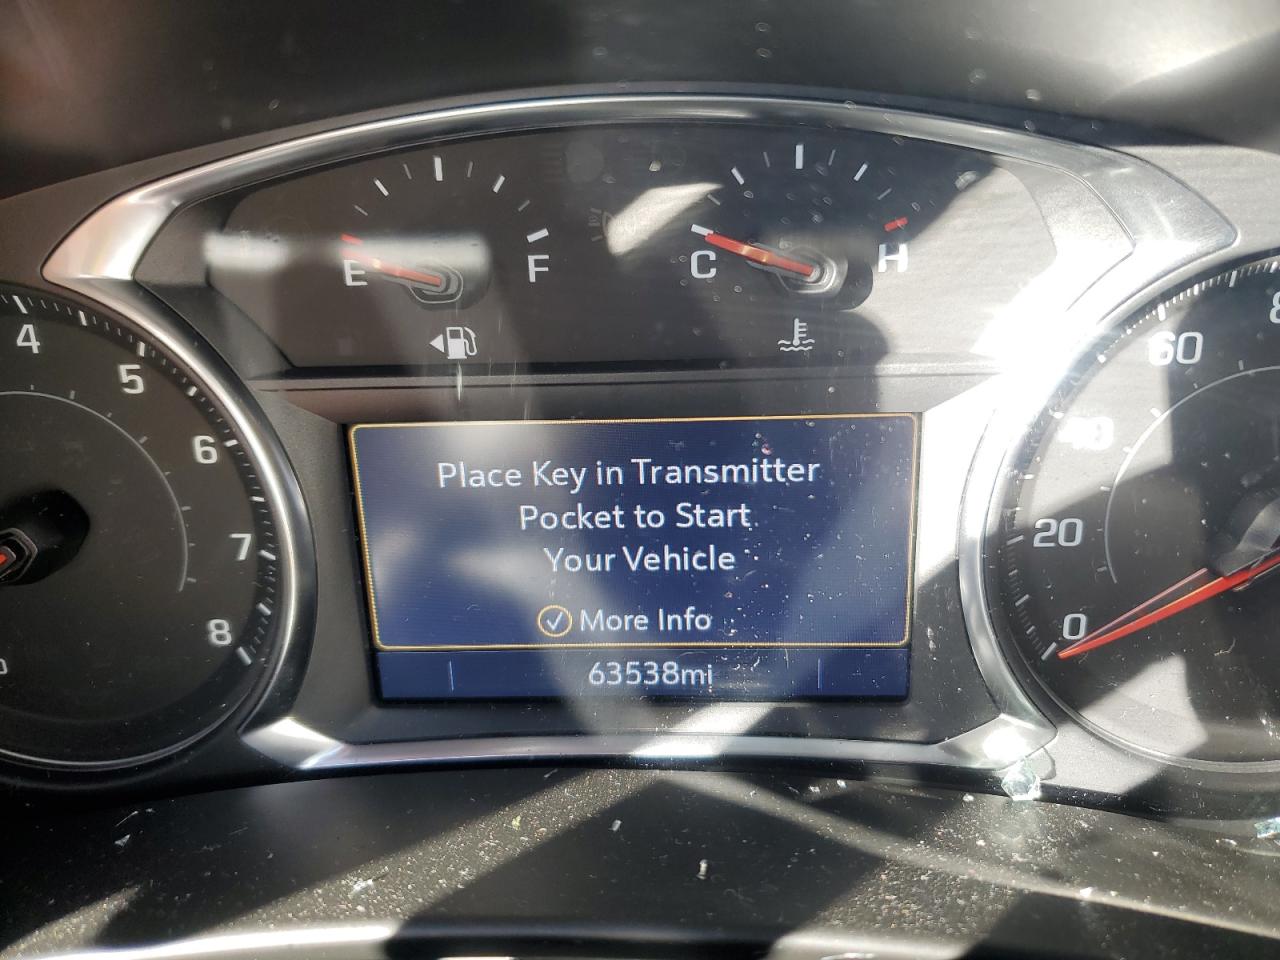 E F
C H
4
5
6
7
8
Place Key in Transmitter
Pocket to Start
Your Vehicle
More Info
63538mi
60
40
20
0